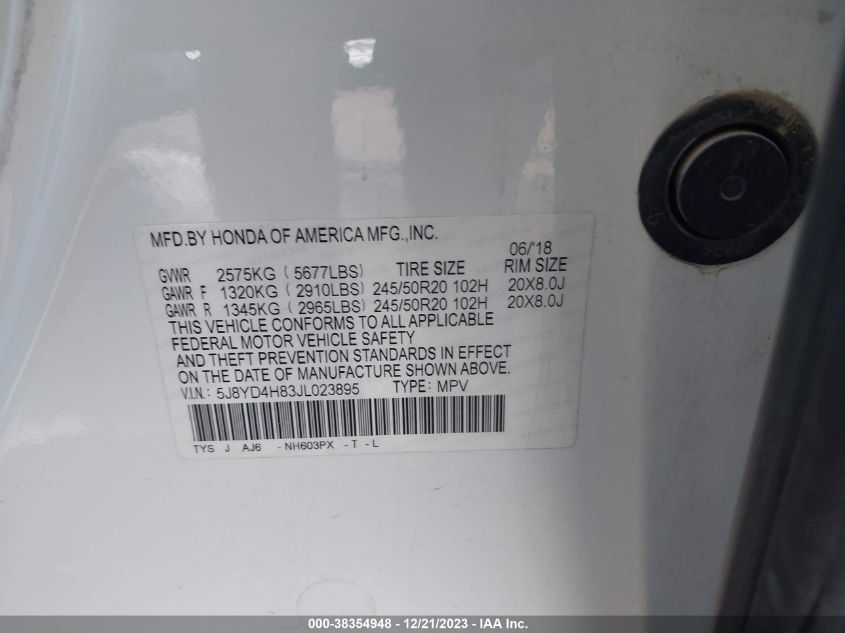 MFD.BY HONDA OF AMERICA MFG.,INC.
06/'18
GVWR 2575KG ( 5677LBS) TIRE SIZE RIM SIZE
GAWR F 1320KG ( 2910LBS) 245/50R20 102H 20X8.0J
GAWR R 1345KG ( 2965LBS) 245/50R20 102H 20X8.0J
THIS VEHICLE CONFORMS TO ALL APPLICABLE
FEDERAL MOTOR VEHICLE SAFETY
AND THEFT PREVENTION STANDARDS IN EFFECT
ON THE DATE OF MANUFACTURE SHOWN ABOVE.
V.I.N.: 5J8YD4H83JL023895 TYPE: MPV
TYS J AJ6 -NH603PX -T -L
000-38354948 - 12/21/2023 - IAA Inc.